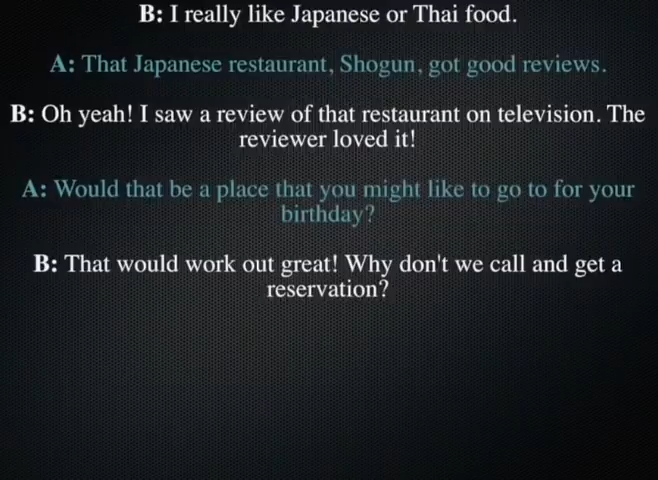 B: I really like Japanese or Thai food.
A: That Japanese restaurant, Shogun, got good reviews.
B: Oh yeah! I saw a review of that restaurant on television. The
reviewer loved it!
A: Would that be a place that you might like to go to for your
birthday?
B: That would work out great! Why don't we call and get a
reservation?